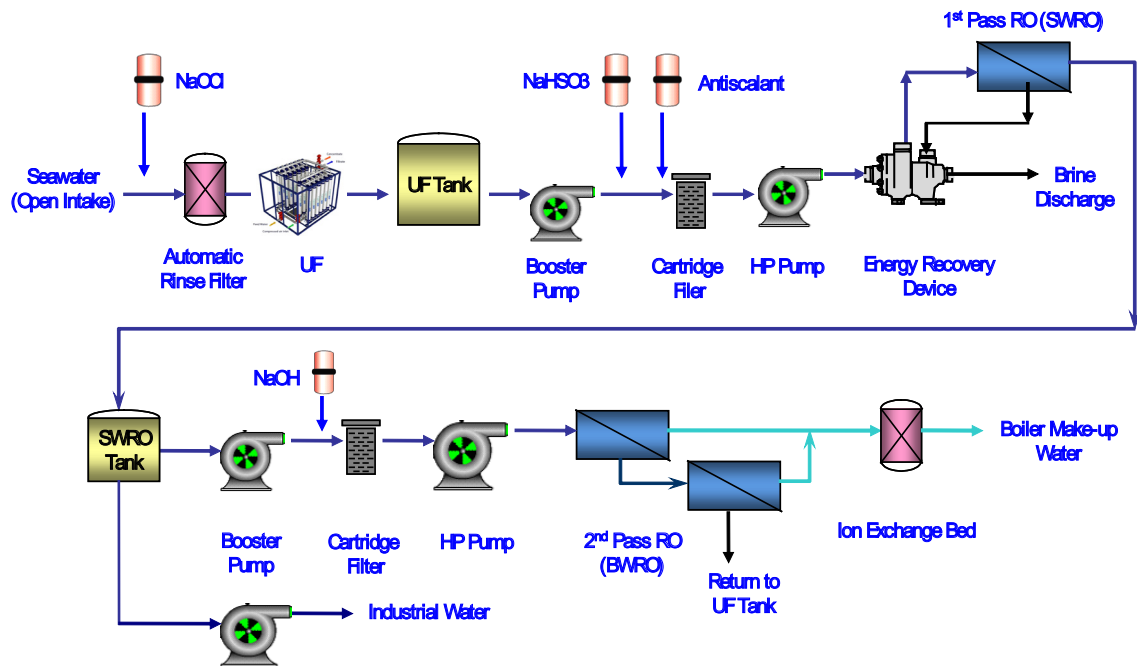 1st Pass RO (SWRO)
NaOCl
NaHSO3
Antiscalant
Seawater
(Open Intake)
UF Tank
Brine
Discharge
Automatic
Rinse Filter
UF
Booster
Pump
Cartridge
Filer
HP Pump
Energy Recovery
Device
NaOH
SWRO
Tank
Boiler Make-up
Water
Booster
Pump
Cartridge
Filter
HP Pump
2nd Pass RO
(BWRO)
Ion Exchange Bed
Return to
UF Tank
Industrial Water